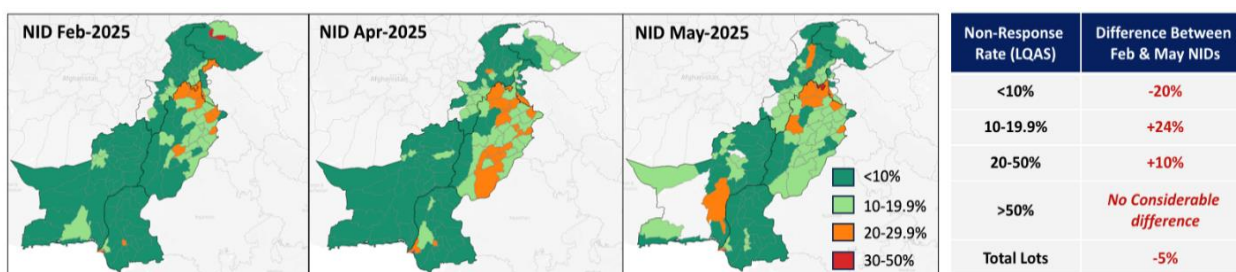 NID Feb-2025
NID Apr-2025
NID May-2025
<10%
10-19.9%
20-29.9%
30-50%
Non-Response Rate (LQAS)
Difference Between Feb & May NIDs
<10%
-20%
10-19.9%
+24%
20-50%
+10%
>50%
No Considerable difference
Total Lots
-5%